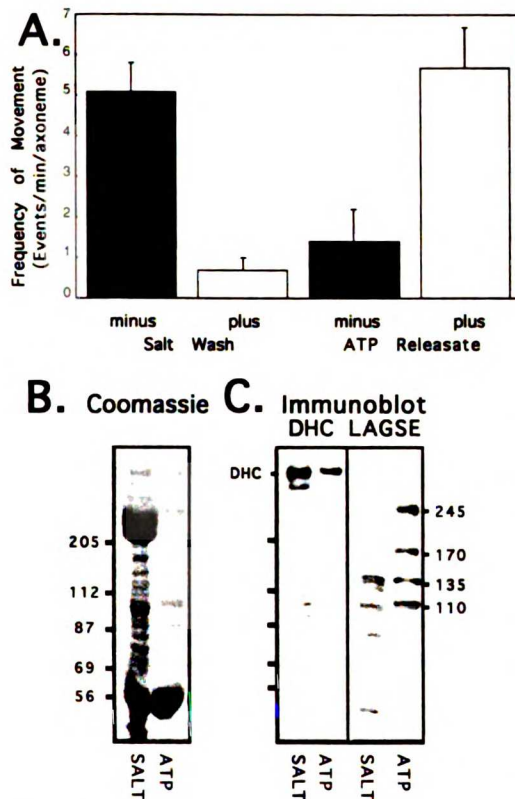 A.
Frequency of Movement
(Events/min/axoneme)
7
6
5
4
3
2
1
0
minus plus minus plus
Salt Wash ATP Releasate
B. Coomassie
C. Immunoblot
DHC LAGSE
205
112
87
69
56
DHC
245
170
135
110
SALT
ATP
SALT
ATP
SALT
ATP